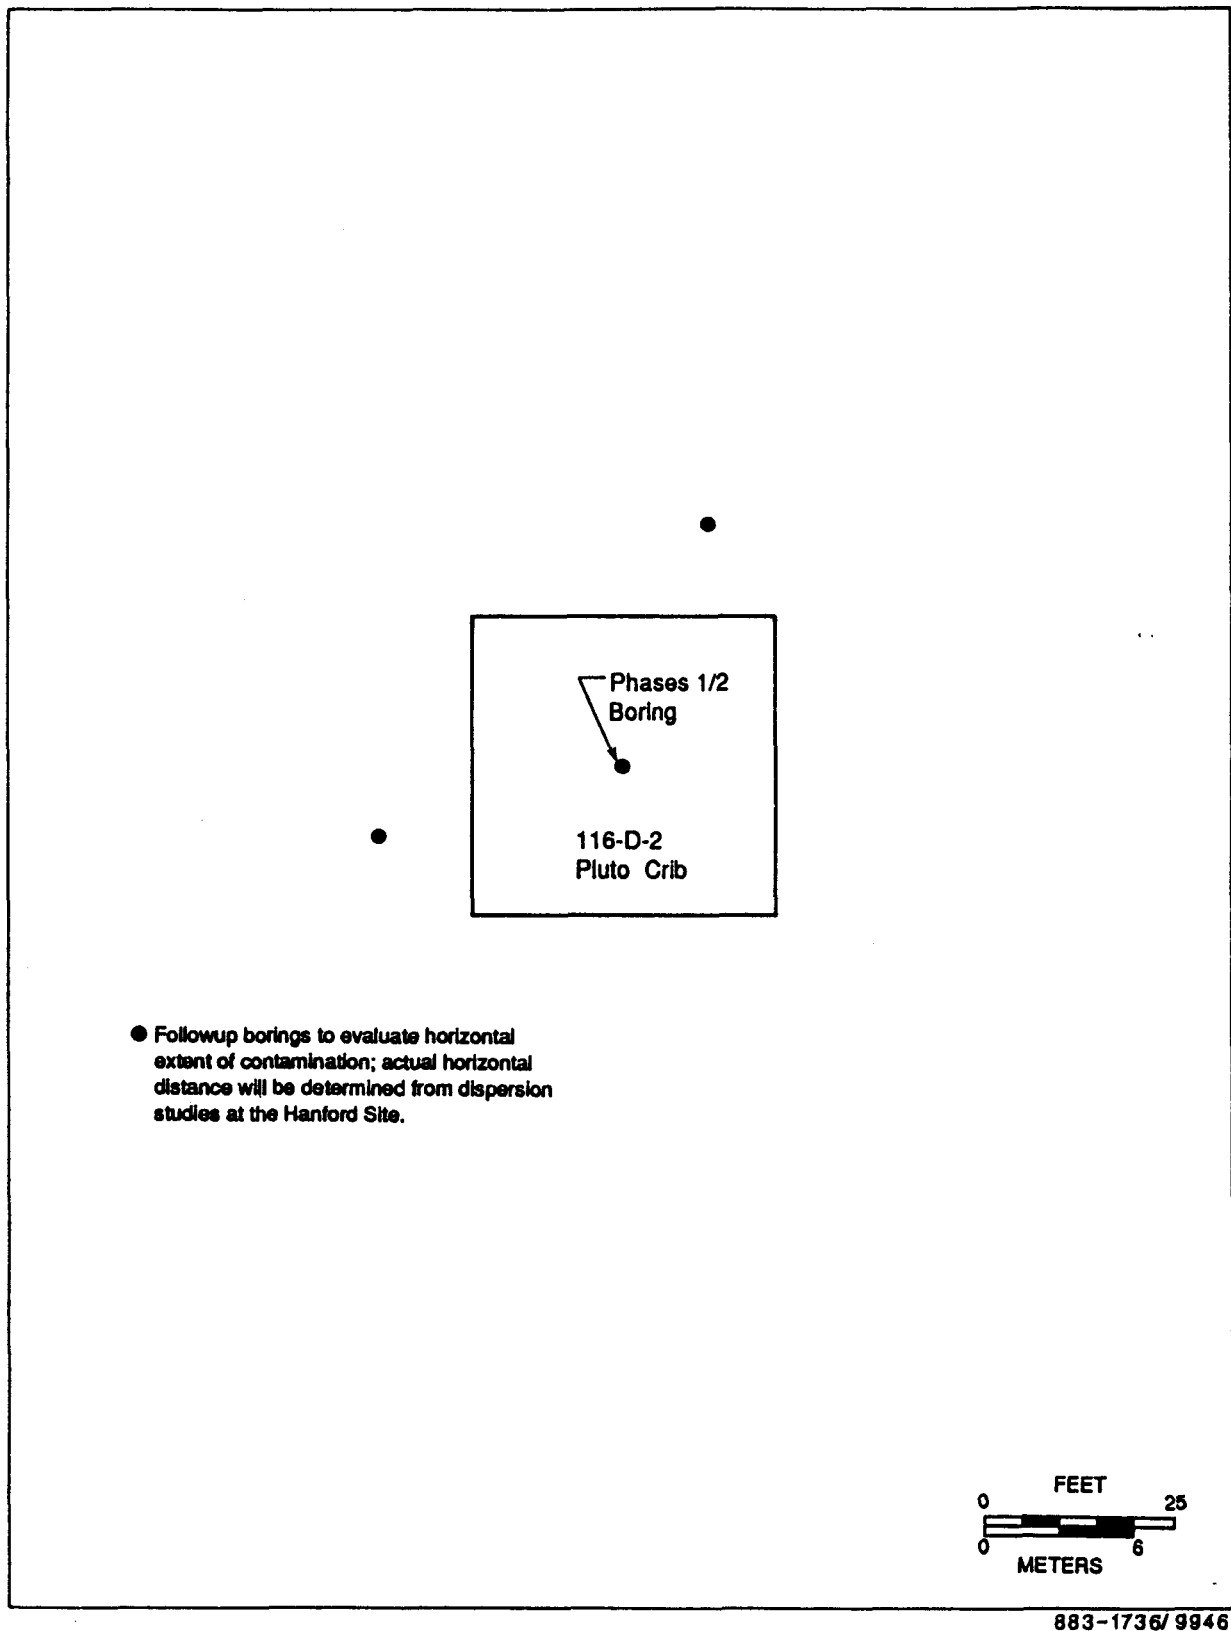 Phases 1/2
Boring
116-D-2
Pluto Crib
Followup borings to evaluate horizontal
extent of contamination; actual horizontal
distance will be determined from dispersion
studies at the Hanford Site.
FEET
0 25
0 6
METERS
883-1736/9946